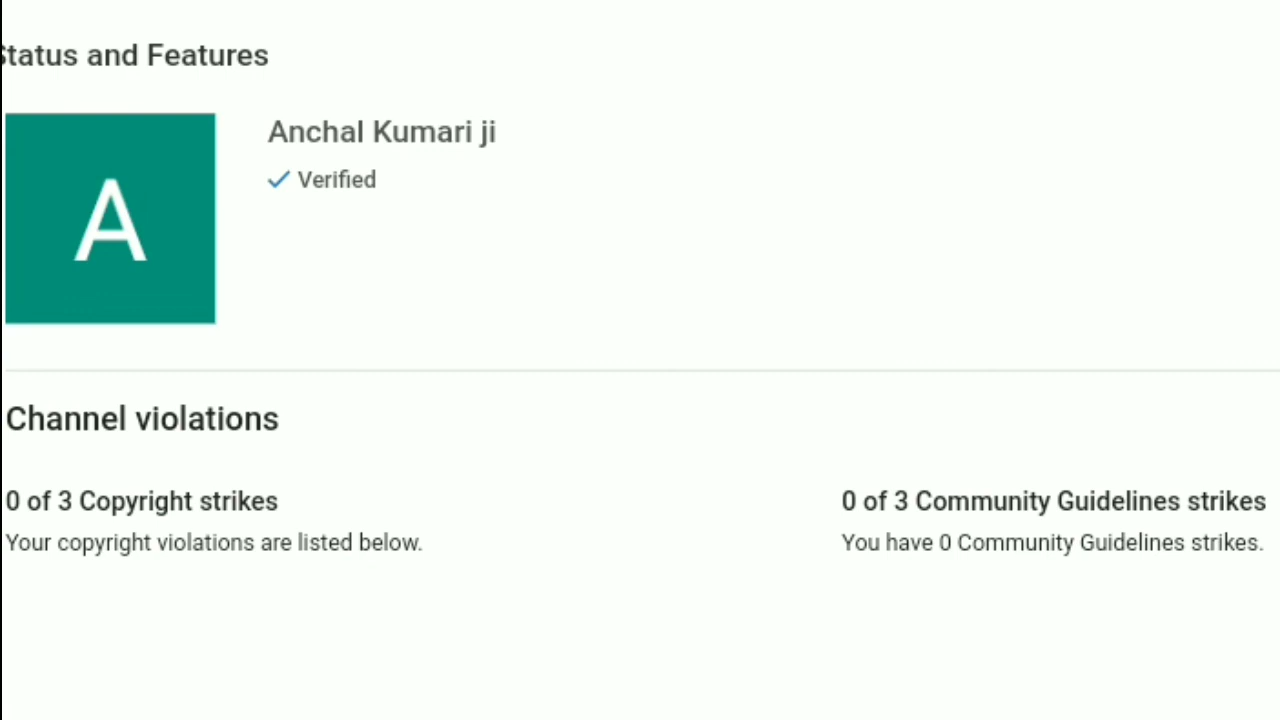 Status and Features
A
Anchal Kumari ji
Verified
Channel violations
0 of 3 Copyright strikes
Your copyright violations are listed below.
0 of 3 Community Guidelines strikes
You have 0 Community Guidelines strikes.